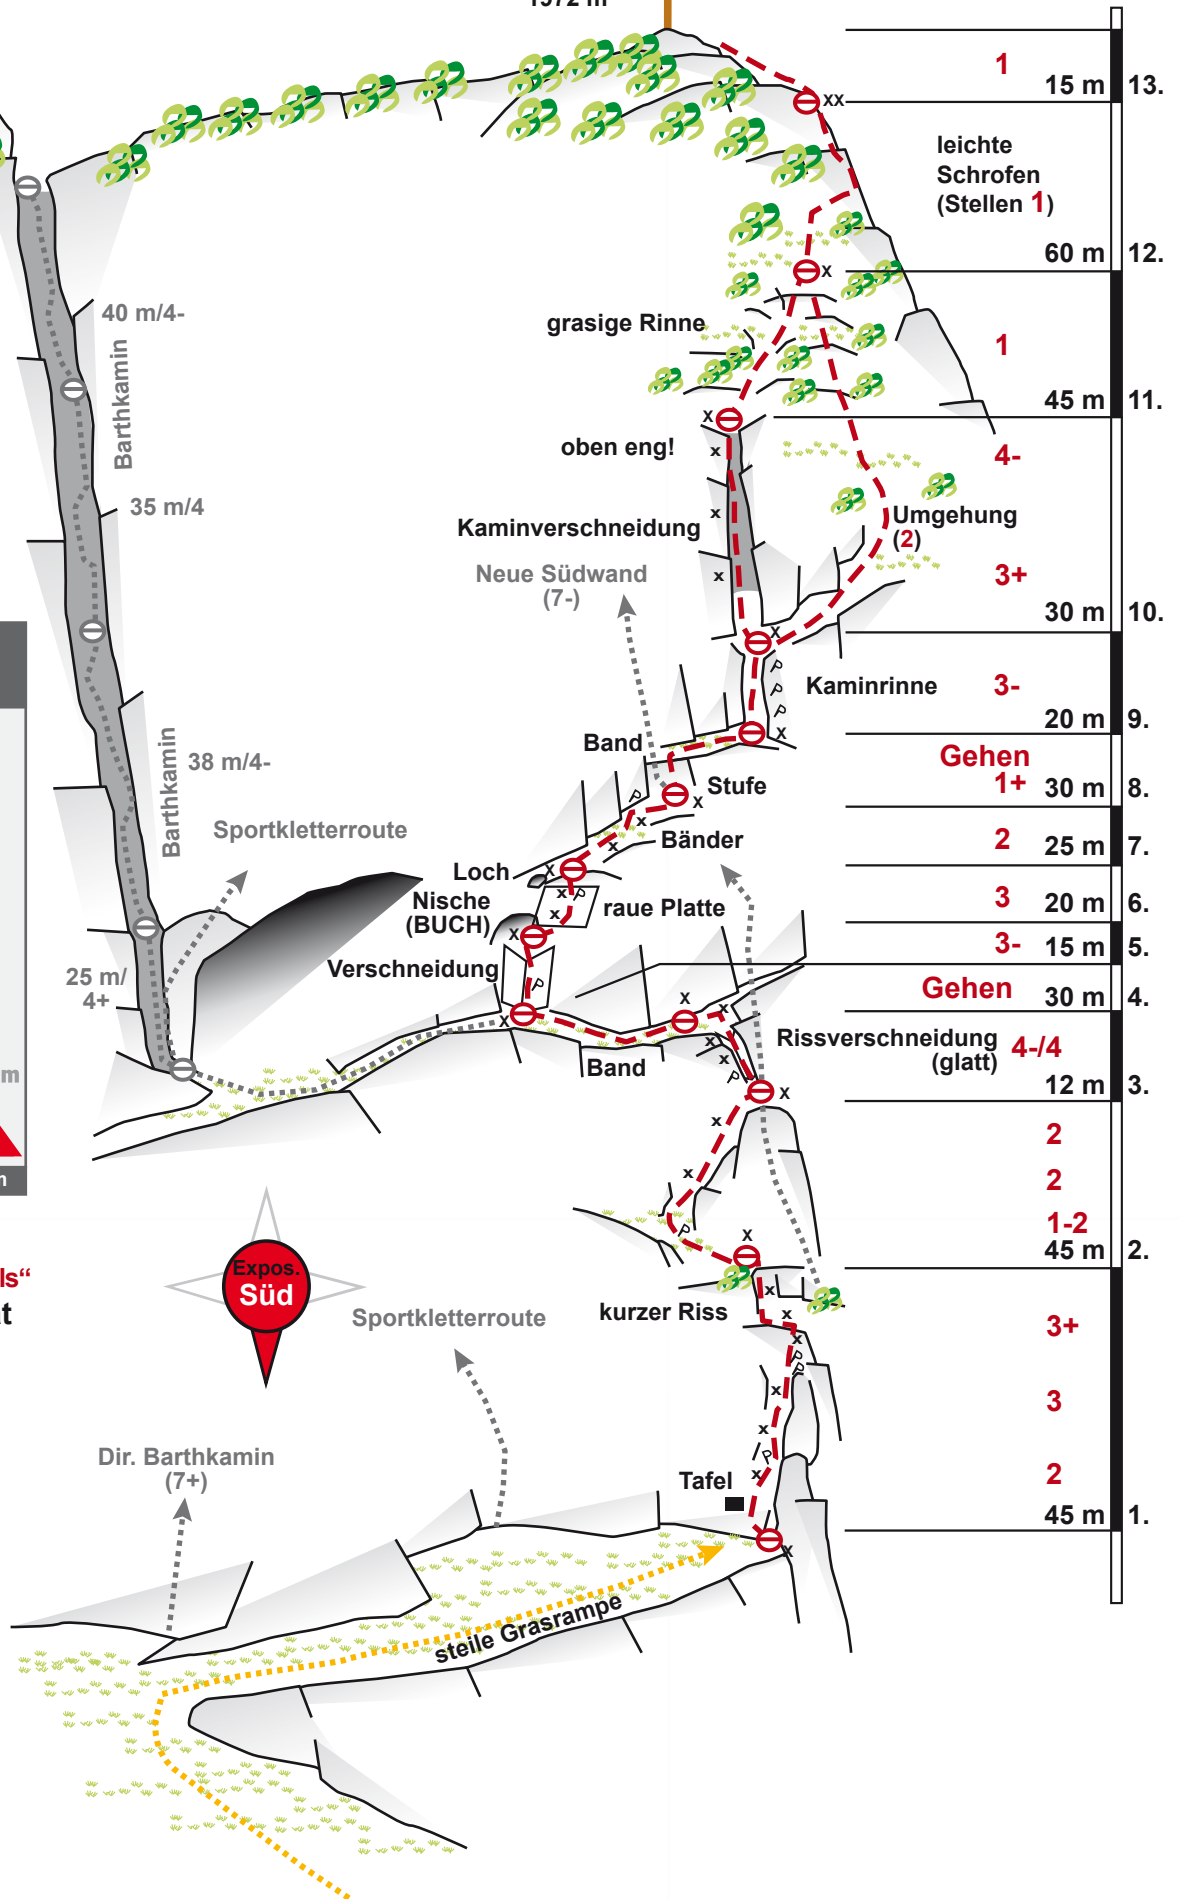 1
15 m
13.
XX
leichte
Schrofen
(Stellen 1)
60 m
12.
X
40 m/4-
Barthkamin
grasige Rinne
1
45 m
11.
X
oben eng!
x
4-
35 m/4
x
Kaminverschneidung
Umgehung
(2)
Neue Südwand
(7-)
x
3+
30 m
10.
X
P
P
P
Kaminrinne
3-
20 m
9.
X
Band
Gehen
1+
30 m
8.
Barthkamin
38 m/4-
Stufe
P
X
x
Sportkletterroute
Bänder
x
2
25 m
7.
Loch
X
Nische
(BUCH)
x P
x
raue Platte
3
20 m
6.
X
3-
15 m
5.
Verschneidung
P
25 m/
4+
Gehen
30 m
4.
X
X
x
Band
x
x
P
Rissverschneidung
(glatt)
4-/4
12 m
3.
X
m
x
2
x
2
P
1-2
45 m
2.
X
ls“
Expos.
Süd
Sportkletterroute
kurzer Riss
x
x
3+
x
P
P
x
3
x
P
x
2
Dir. Barthkamin
(7+)
Tafel
45 m
1.
X
steile Grasrampe